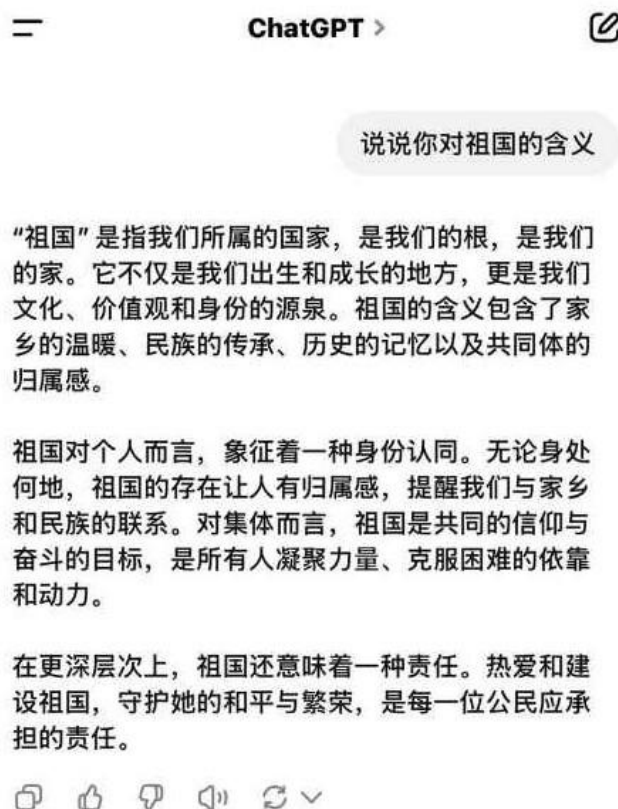 ChatGPT >
说说你对祖国的含义
“祖国”是指我们所属的国家，是我们的根，是我们
的家。它不仅是我们出生和成长的地方，更是我们
文化、价值观和身份的源泉。祖国的含义包含了家
乡的温暖、民族的传承、历史的记忆以及共同体的
归属感。
祖国对个人而言，象征着一种身份认同。无论身处
何地，祖国的存在让人有归属感，提醒我们与家乡
和民族的联系。对集体而言，祖国是共同的信仰与
奋斗的目标，是所有人凝聚力量、克服困难的依靠
和动力。
在更深层次上，祖国还意味着一种责任。热爱和建
设祖国，守护她的和平与繁荣，是每一位公民应承
担的责任。